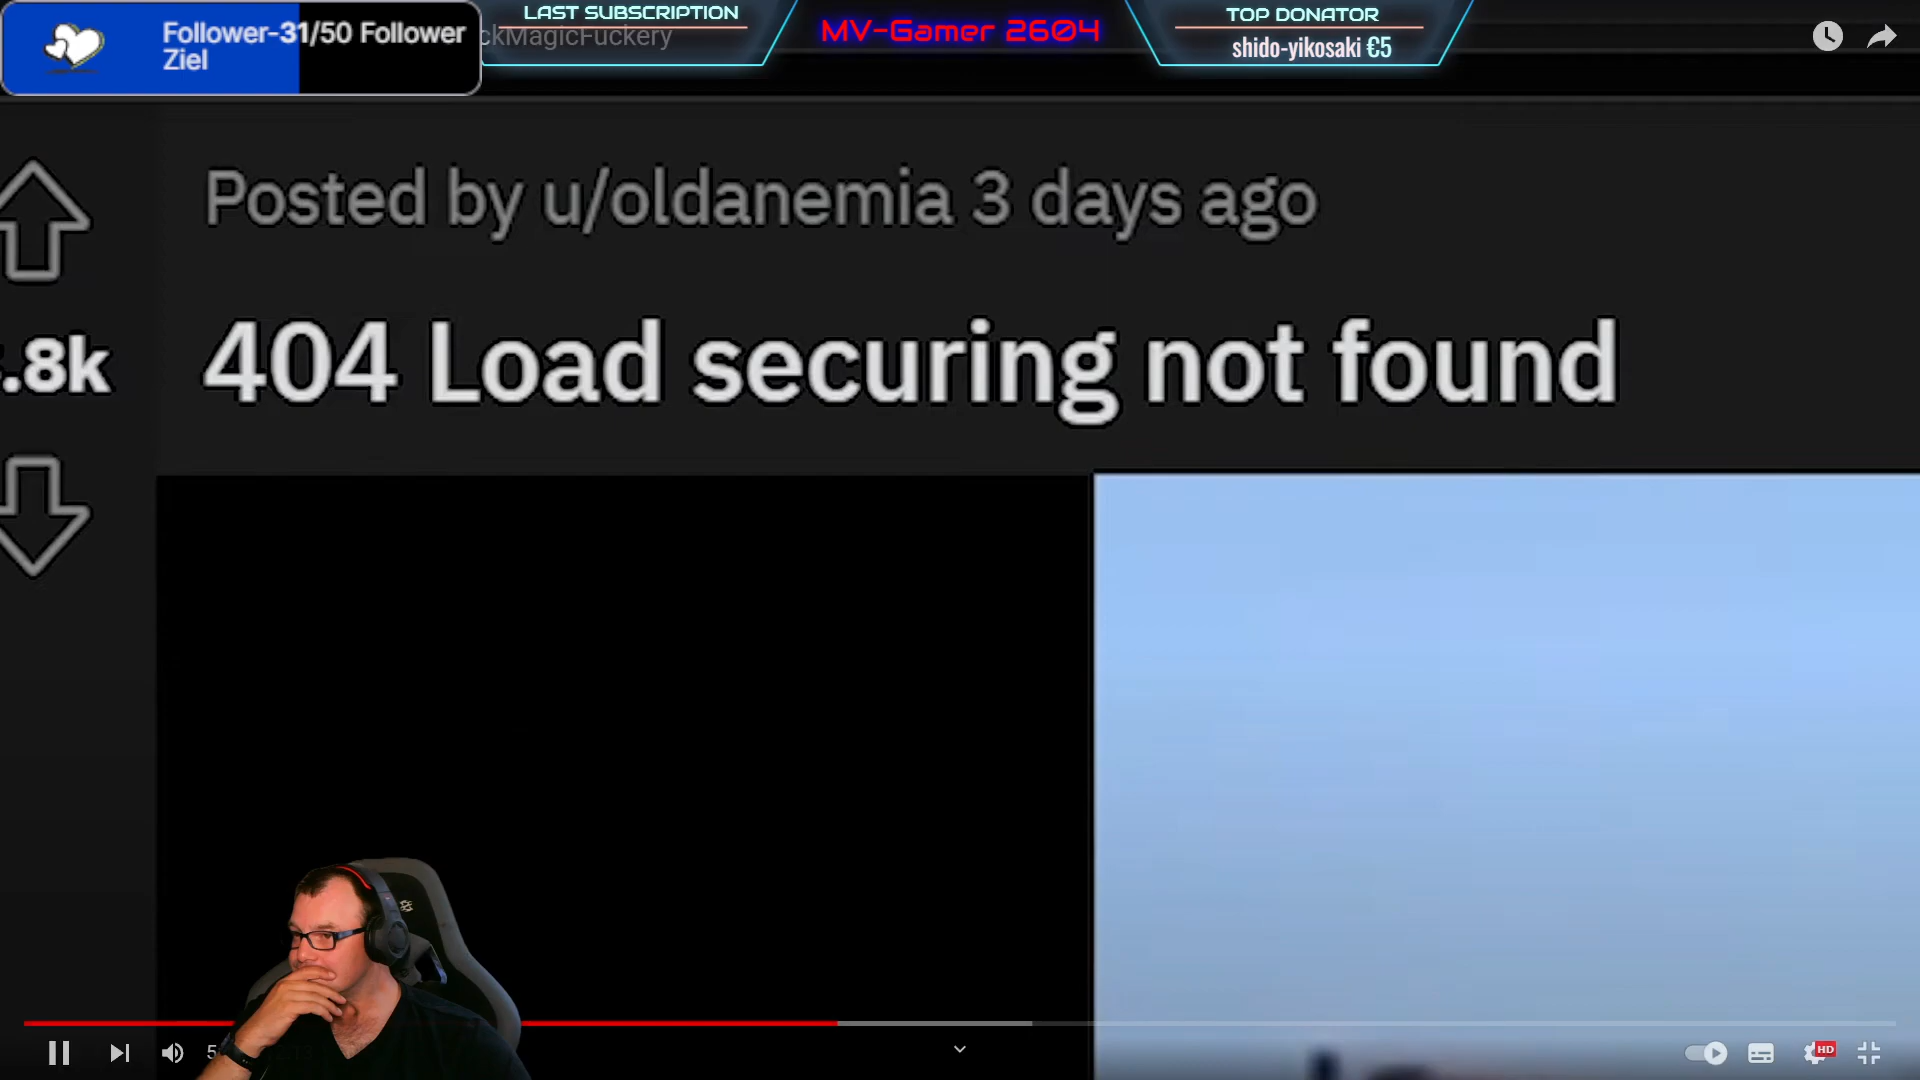 Follower-31/50 Follower
Ziel
LAST SUBSCRIPTION
ckMagicFuckery
MV-Gamer 2604
TOP DONATOR
shido-yikosaki €5
Posted by u/oldanemia 3 days ago
404 Load securing not found
.8k
HD